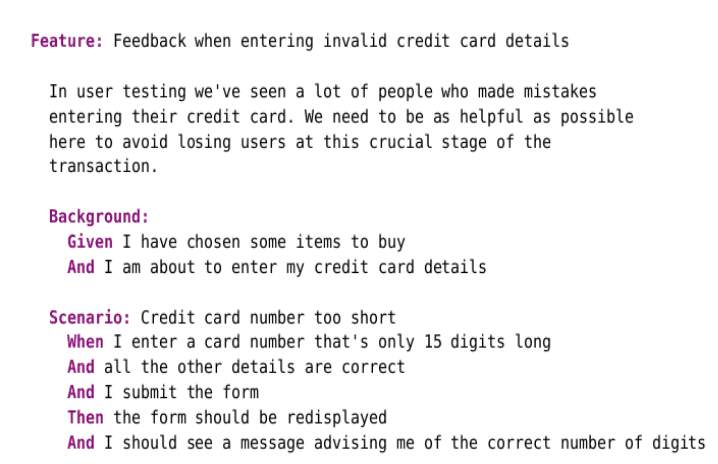 Feature: Feedback when entering invalid credit card details
In user testing we've seen a lot of people who made mistakes
entering their credit card. We need to be as helpful as possible
here to avoid losing users at this crucial stage of the
transaction.
Background:
Given I have chosen some items to buy
And I am about to enter my credit card details
Scenario: Credit card number too short
When I enter a card number that's only 15 digits long
And all the other details are correct
And I submit the form
Then the form should be redisplayed
And I should see a message advising me of the correct number of digits